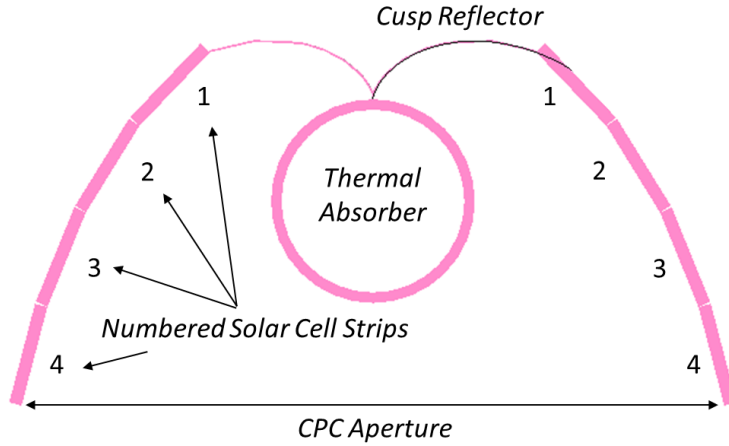 Cusp Reflector
1
1
2
2
Thermal
Absorber
3
3
Numbered Solar Cell Strips
4
4
CPC Aperture